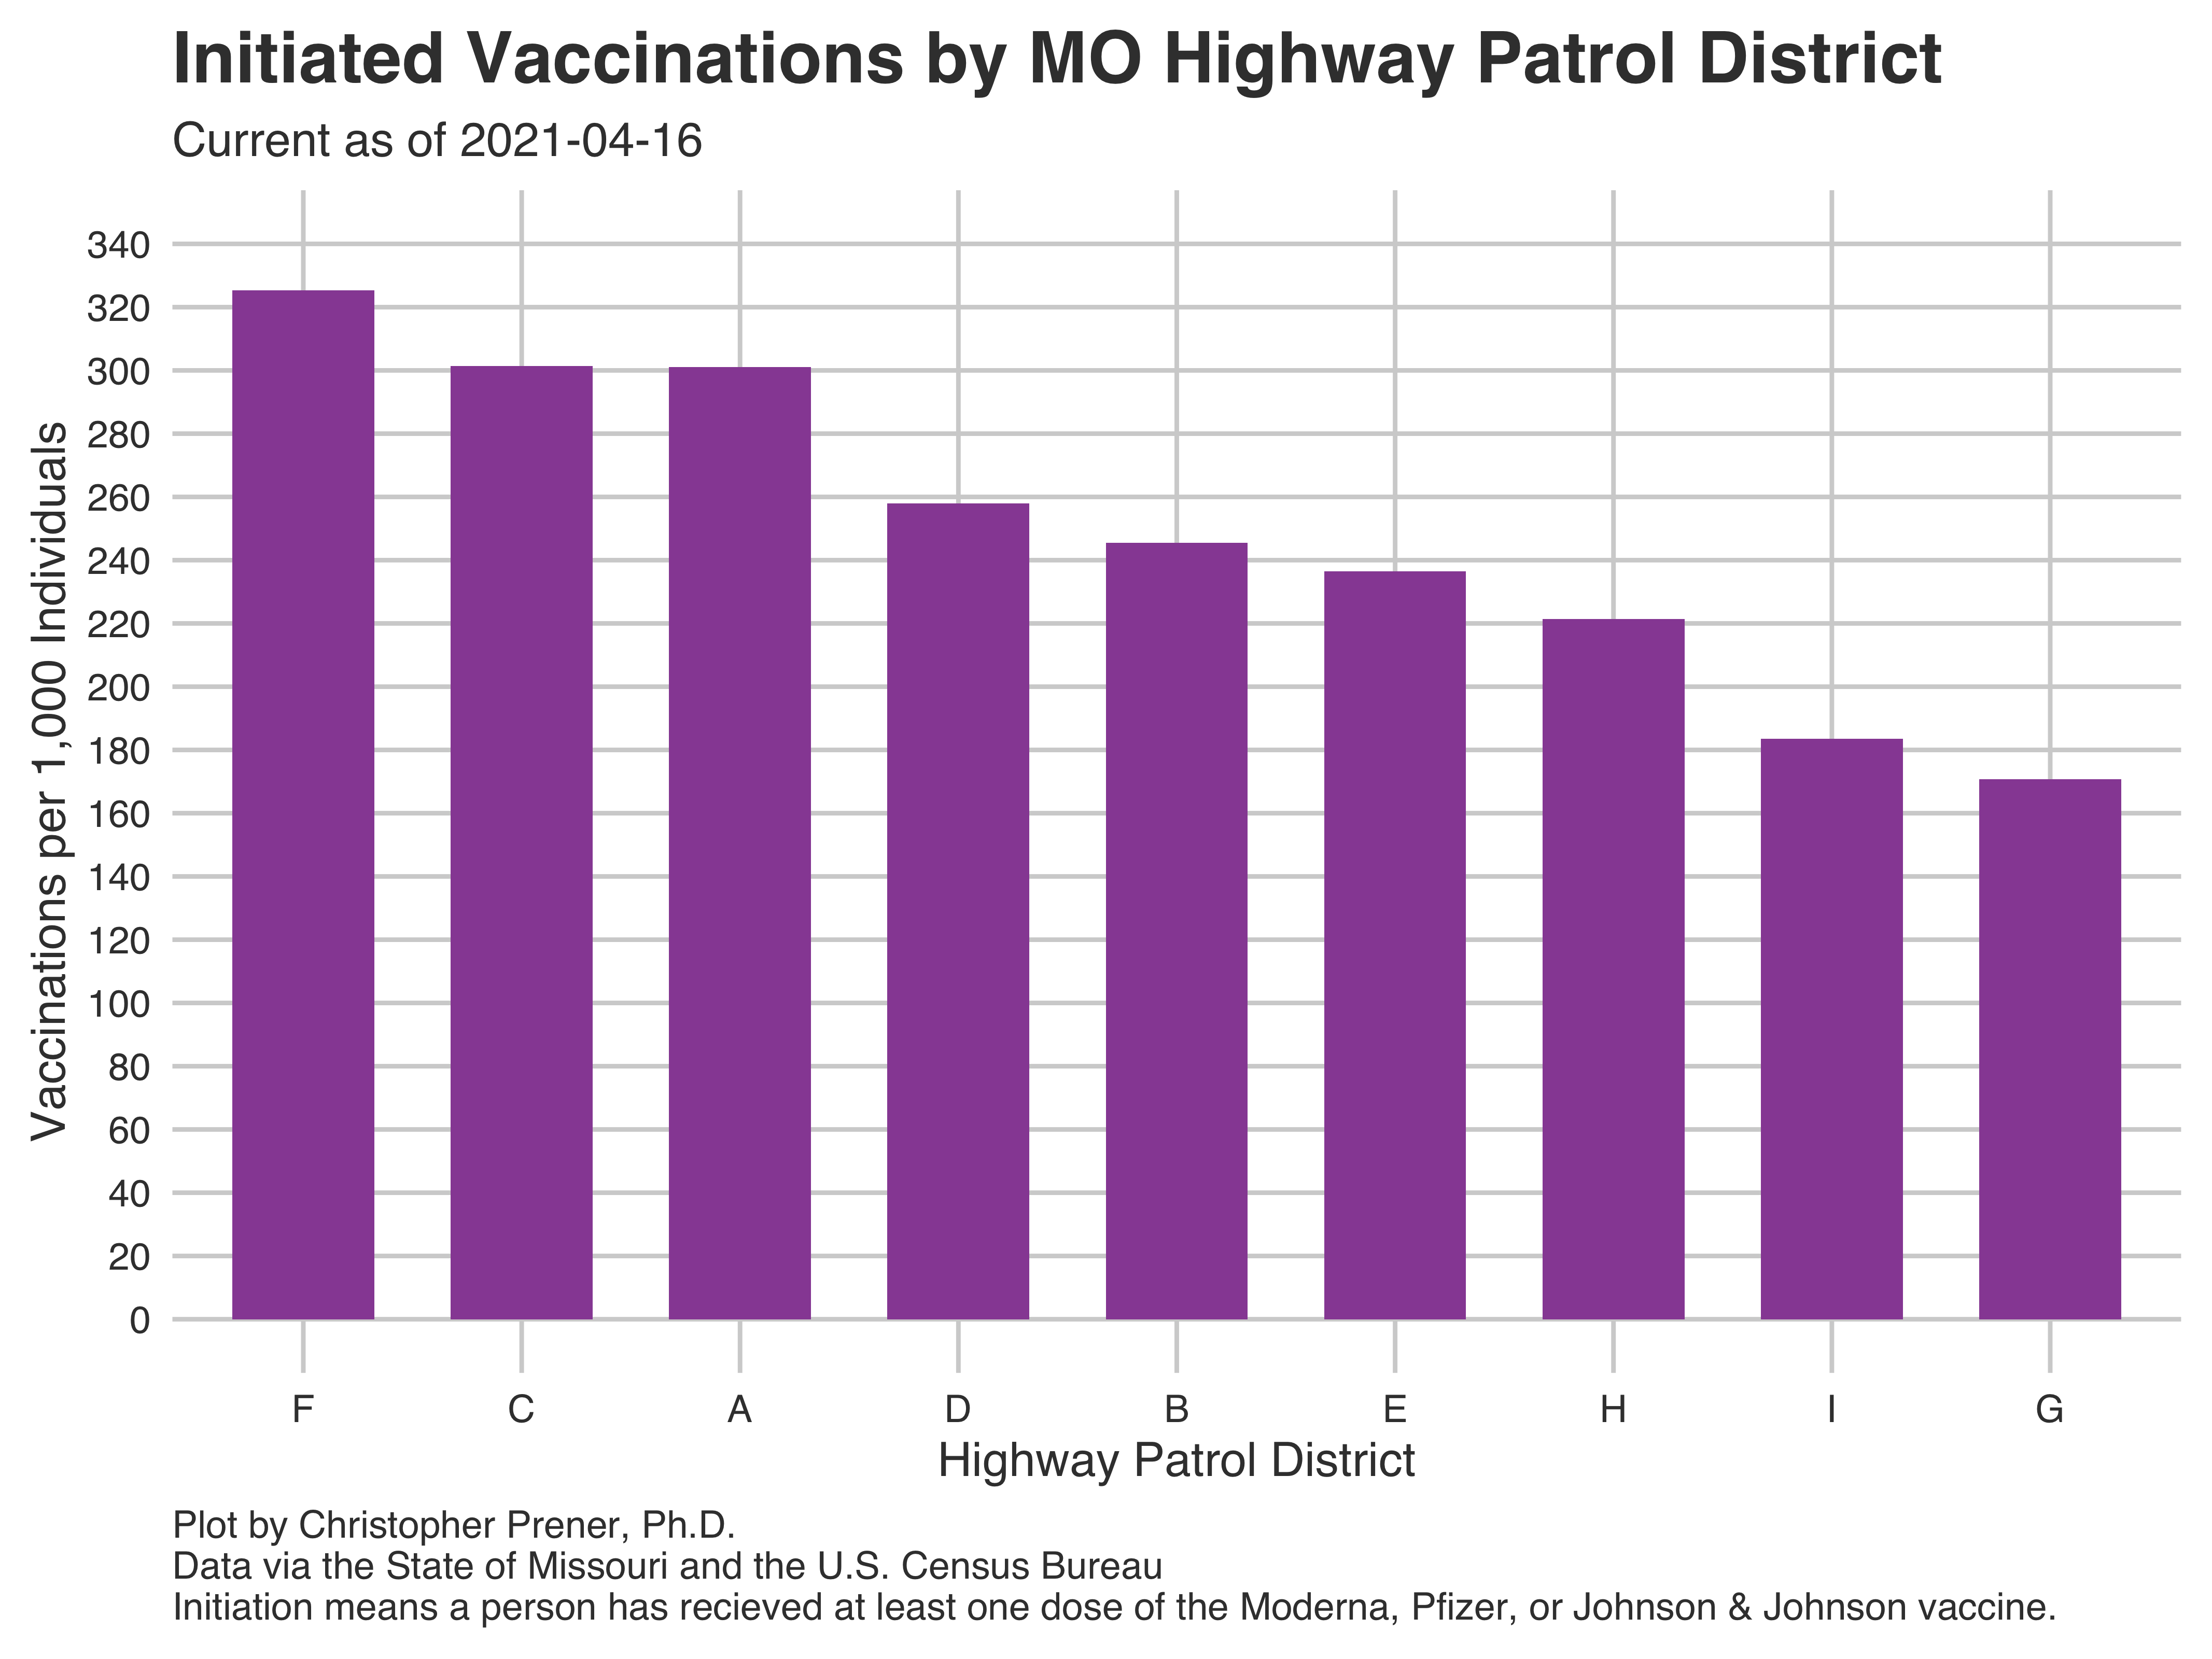 Initiated Vaccinations by MO Highway Patrol District
Current as of 2021-04-16
Vaccinations per 1,000 Individuals
340
320
300
280
260
240
220
200
180
160
140
120
100
80
60
40
20
0
F C A D B E H I G
Highway Patrol District
Plot by Christopher Prener, Ph.D.
Data via the State of Missouri and the U.S. Census Bureau
Initiation means a person has recieved at least one dose of the Moderna, Pfizer, or Johnson & Johnson vaccine.